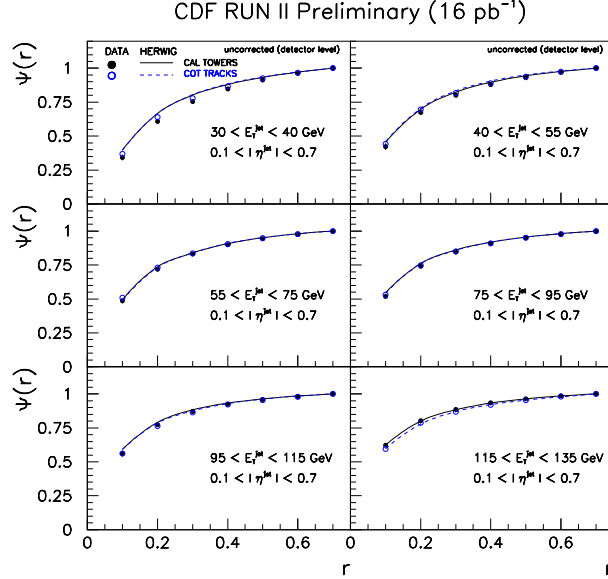 CDF RUN II Preliminary (16 pb⁻¹)
DATA HERWIG
CAL TOWERS
COT TRACKS
uncorrected (detector level)
uncorrected (detector level)
Ψ(r)
1
0.75
0.5
0.25
0
30 < E_T^jet < 40 GeV
0.1 < | η^jet | < 0.7
40 < E_T^jet < 55 GeV
0.1 < | η^jet | < 0.7
Ψ(r)
1
0.75
0.5
0.25
0
55 < E_T^jet < 75 GeV
0.1 < | η^jet | < 0.7
75 < E_T^jet < 95 GeV
0.1 < | η^jet | < 0.7
Ψ(r)
1
0.75
0.5
0.25
0
95 < E_T^jet < 115 GeV
0.1 < | η^jet | < 0.7
115 < E_T^jet < 135 GeV
0.1 < | η^jet | < 0.7
0 0.2 0.4 0.6 0 0.2 0.4 0.6
r r